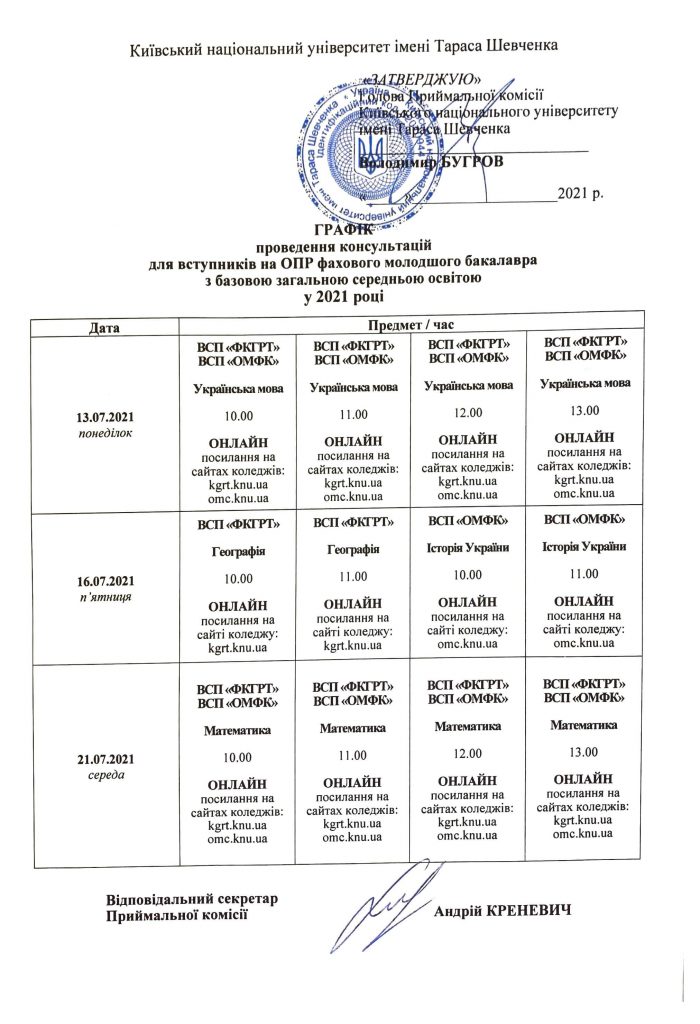 Київський національний університет імені Тараса Шевченка
«ЗАТВЕРДЖУЮ»
Голова Приймальної комісії
Київського національного університету
імені Тараса Шевченка
Володимир БУГРОВ
« » 2021 р.
ГРАФІК
проведення консультацій
для вступників на ОПР фахового молодшого бакалавра
з базовою загальною середньою освітою
у 2021 році
Дата
Предмет / час
13.07.2021
понеділок
ВСП «ФКГРТ»
ВСП «ОМФК»
Українська мова
10.00
ОНЛАЙН
посилання на
сайтах коледжів:
kgrt.knu.ua
omc.knu.ua
ВСП «ФКГРТ»
ВСП «ОМФК»
Українська мова
11.00
ОНЛАЙН
посилання на
сайтах коледжів:
kgrt.knu.ua
omc.knu.ua
ВСП «ФКГРТ»
ВСП «ОМФК»
Українська мова
12.00
ОНЛАЙН
посилання на
сайтах коледжів:
kgrt.knu.ua
omc.knu.ua
ВСП «ФКГРТ»
ВСП «ОМФК»
Українська мова
13.00
ОНЛАЙН
посилання на
сайтах коледжів:
kgrt.knu.ua
omc.knu.ua
16.07.2021
п’ятниця
ВСП «ФКГРТ»
Географія
10.00
ОНЛАЙН
посилання на
сайті коледжу:
kgrt.knu.ua
ВСП «ФКГРТ»
Географія
11.00
ОНЛАЙН
посилання на
сайті коледжу:
kgrt.knu.ua
ВСП «ОМФК»
Історія України
10.00
ОНЛАЙН
посилання на
сайті коледжу:
omc.knu.ua
ВСП «ОМФК»
Історія України
11.00
ОНЛАЙН
посилання на
сайті коледжу:
omc.knu.ua
21.07.2021
середа
ВСП «ФКГРТ»
ВСП «ОМФК»
Математика
10.00
ОНЛАЙН
посилання на
сайтах коледжів:
kgrt.knu.ua
omc.knu.ua
ВСП «ФКГРТ»
ВСП «ОМФК»
Математика
11.00
ОНЛАЙН
посилання на
сайтах коледжів:
kgrt.knu.ua
omc.knu.ua
ВСП «ФКГРТ»
ВСП «ОМФК»
Математика
12.00
ОНЛАЙН
посилання на
сайтах коледжів:
kgrt.knu.ua
omc.knu.ua
ВСП «ФКГРТ»
ВСП «ОМФК»
Математика
13.00
ОНЛАЙН
посилання на
сайтах коледжів:
kgrt.knu.ua
omc.knu.ua
Відповідальний секретар
Приймальної комісії
Андрій КРЕНЕВИЧ